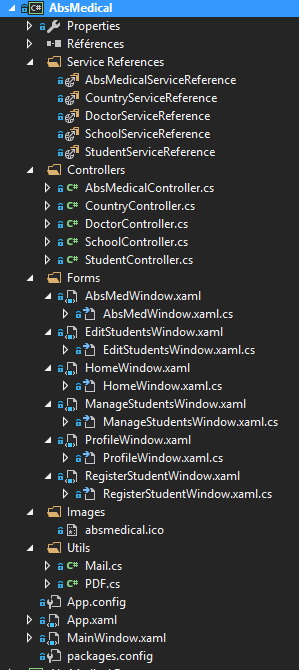 C# AbsMedical
Properties
Références
Service References
AbsMedicalServiceReference
CountryServiceReference
DoctorServiceReference
SchoolServiceReference
StudentServiceReference
Controllers
C# AbsMedicalController.cs
C# CountryController.cs
C# DoctorController.cs
C# SchoolController.cs
C# StudentController.cs
Forms
AbsMedWindow.xaml
AbsMedWindow.xaml.cs
EditStudentsWindow.xaml
EditStudentsWindow.xaml.cs
HomeWindow.xaml
HomeWindow.xaml.cs
ManageStudentsWindow.xaml
ManageStudentsWindow.xaml.cs
ProfileWindow.xaml
ProfileWindow.xaml.cs
RegisterStudentWindow.xaml
RegisterStudentWindow.xaml.cs
Images
absmedical.ico
Utils
C# Mail.cs
C# PDF.cs
App.config
App.xaml
MainWindow.xaml
packages.config